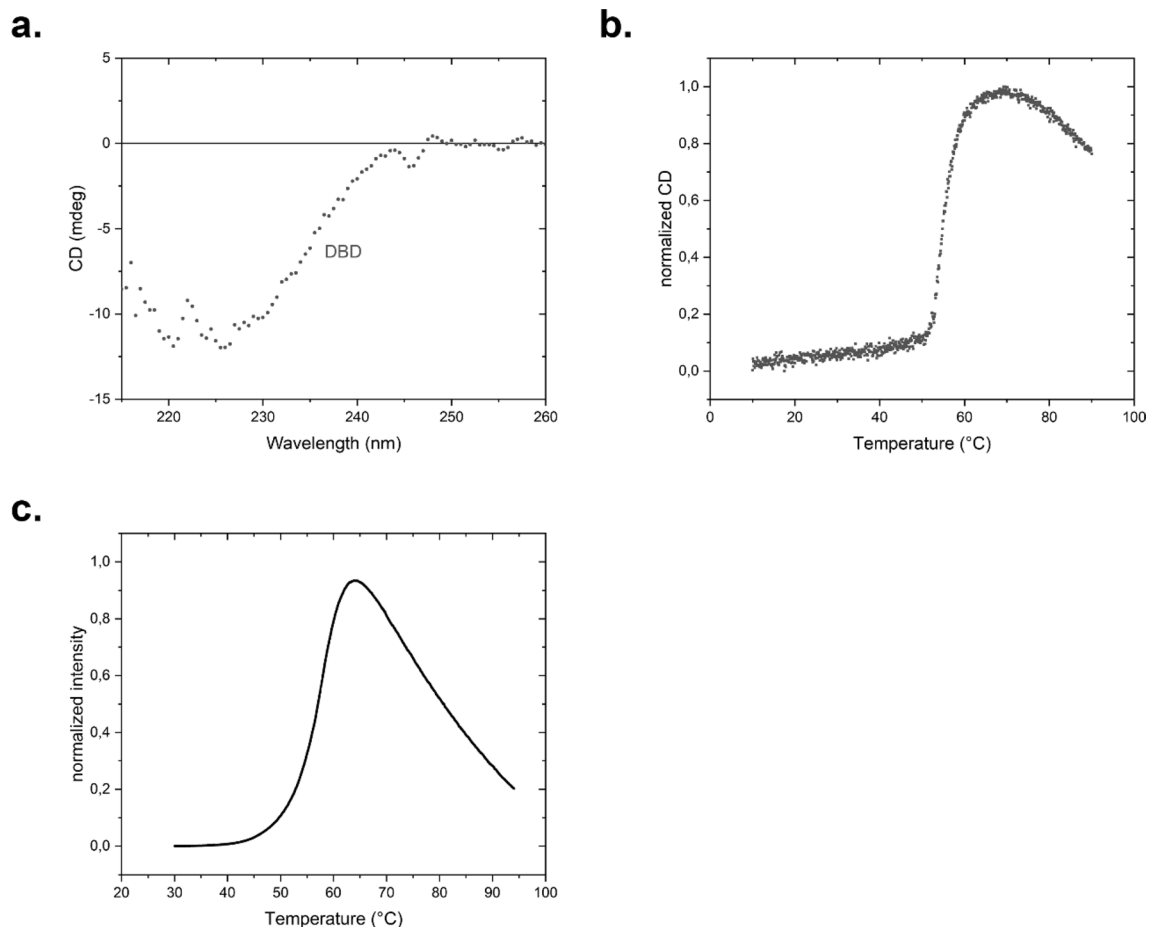 a.
5
0
-5
-10
-15
CD (mdeg)
DBD
220 230 240 250 260
Wavelength (nm)
b.
1,0
0,8
0,6
0,4
0,2
0,0
normalized CD
0 20 40 60 80 100
Temperature (°C)
c.
1,0
0,8
0,6
0,4
0,2
0,0
normalized intensity
20 30 40 50 60 70 80 90 100
Temperature (°C)